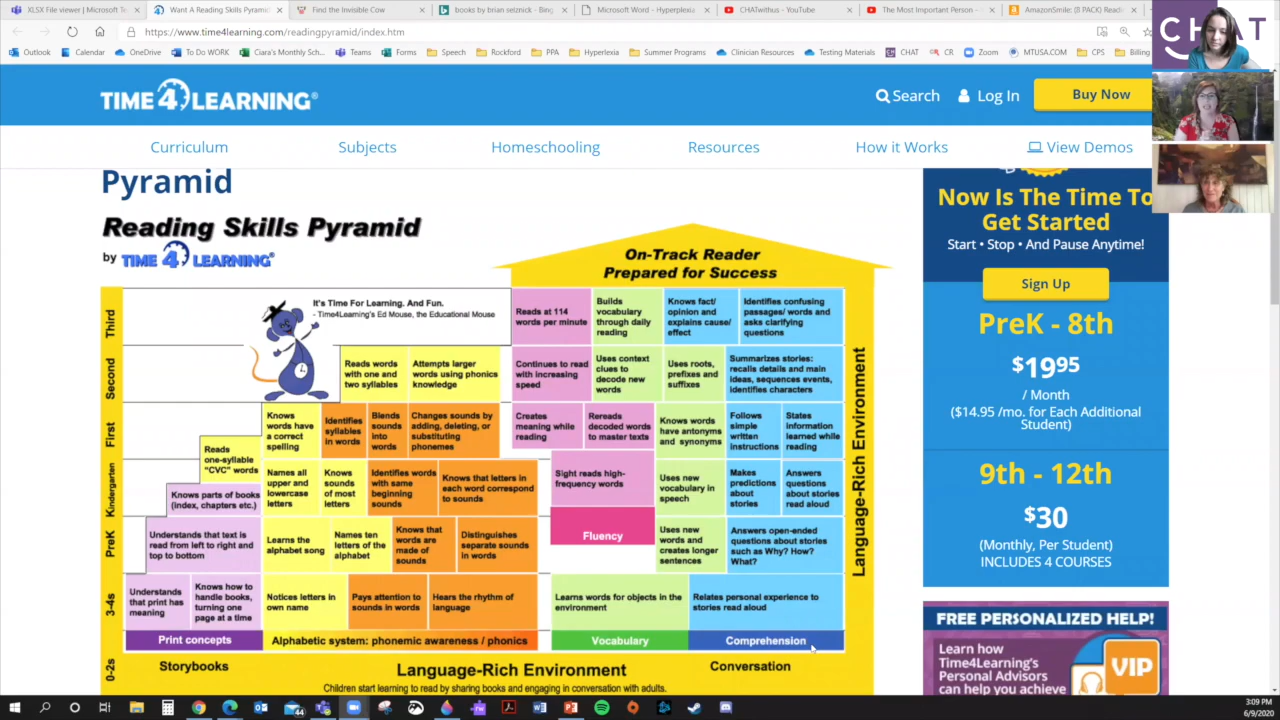 XLSX File viewer | Microsoft Te
Want A Reading Skills Pyramid
Find the Invisible Cow
books by brian selznick - Bing
Microsoft Word - Hyperlexia
CHATwithus - YouTube
The Most Important Person -
AmazonSmile: (8 PACK) Readi
https://www.time4learning.com/readingpyramid/index.htm
Outlook
Calendar
OneDrive
To Do WORK
Ciara's Monthly Sch...
Teams
Forms
Speech
Rockford
PPA
Hyperlexia
Summer Programs
Clinician Resources
Testing Materials
CHAT
CR
Zoom
MTUSA.COM
CPS
Billing
CHAT
TIME 4 LEARNING®
Search
Log In
Buy Now
Curriculum
Subjects
Homeschooling
Resources
How it Works
View Demos
Pyramid
Reading Skills Pyramid
by TIME 4 LEARNING®
On-Track Reader
Prepared for Success
It's Time For Learning. And Fun.
- Time4Learning's Ed Mouse, the Educational Mouse
Third
Reads at 114
words per minute
Builds
vocabulary
through daily
reading
Knows fact/
opinion and
explains cause/
effect
Identifies confusing
passages/ words and
asks clarifying
questions
Second
Reads words
with one and
two syllables
Attempts larger
words using phonics
knowledge
Continues to read
with increasing
speed
Uses context
clues to
decode new
words
Uses roots,
prefixes and
suffixes
Summarizes stories:
recalls details and main
ideas, sequences events,
identifies characters
First
Knows
words have
a correct
spelling
Identifies
syllables
in words
Blends
sounds
into
words
Changes sounds by
adding, deleting, or
substituting
phonemes
Creates
meaning while
reading
Rereads
decoded words
to master texts
Knows words
have antonyms
and synonyms
Follows
simple
written
instructions
States
information
learned while
reading
Kindergarten
Reads
one-syllable
"CVC" words
Knows parts of books
(index, chapters etc.)
Names all
upper and
lowercase
letters
Knows
sounds
of most
letters
Identifies words
with same
beginning
sounds
Knows that letters in
each word correspond
to sounds
Sight reads high-
frequency words
Uses new
vocabulary in
speech
Makes
predictions
about
stories
Answers
questions
about stories
read aloud
PreK
Understands that text is
read from left to right and
top to bottom
Learns the
alphabet song
Names ten
letters of the
alphabet
Knows that
words are
made of
sounds
Distinguishes
separate sounds
in words
Fluency
Uses new
words and
creates longer
sentences
Answers open-ended
questions about stories
such as Why? How?
What?
3-4s
Understands
that print has
meaning
Knows how to
handle books,
turning one
page at a time
Notices letters in
own name
Pays attention to
sounds in words
Hears the rhythm of
language
Learns words for objects in the
environment
Relates personal experience to
stories read aloud
Print concepts
Alphabetic system: phonemic awareness / phonics
Vocabulary
Comprehension
0-2s
Storybooks
Language-Rich Environment
Conversation
Children start learning to read by sharing books and engaging in conversation with adults.
Language-Rich Environment
Now Is The Time To
Get Started
Start • Stop • And Pause Anytime!
Sign Up
PreK - 8th
$19 95
/ Month
($14.95 /mo. for Each Additional
Student)
9th - 12th
$30
(Monthly, Per Student)
INCLUDES 4 COURSES
FREE PERSONALIZED HELP!
Learn how
Time4Learning's
Personal Advisors
can help you achieve
VIP
44
3:09 PM
6/9/2020